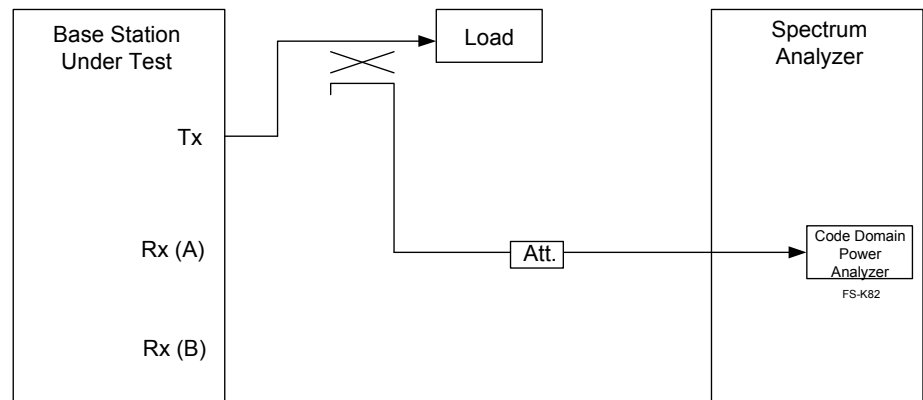 Base Station
Under Test
Tx
Rx (A)
Rx (B)
Load
Att.
Spectrum
Analyzer
Code Domain
Power
Analyzer
FS-K82